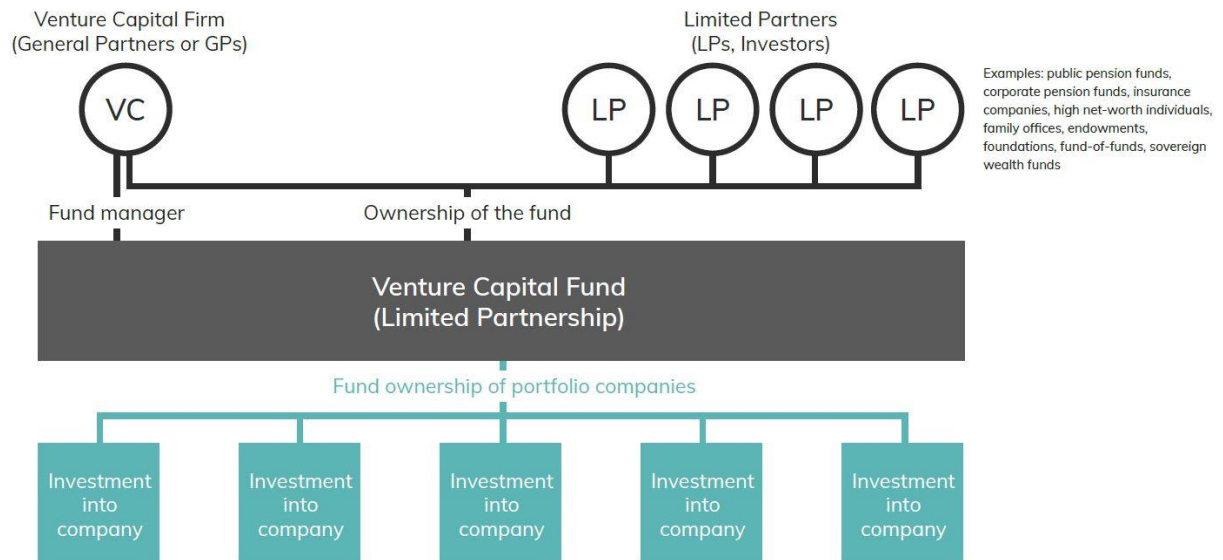 Venture Capital Firm
(General Partners or GPs)
Limited Partners
(LPs, Investors)
VC
LP
LP
LP
LP
Examples: public pension funds,
corporate pension funds, insurance
companies, high net-worth individuals,
family offices, endowments,
foundations, fund-of-funds, sovereign
wealth funds
Fund manager
Ownership of the fund
Venture Capital Fund
(Limited Partnership)
Fund ownership of portfolio companies
Investment
into
company
Investment
into
company
Investment
into
company
Investment
into
company
Investment
into
company